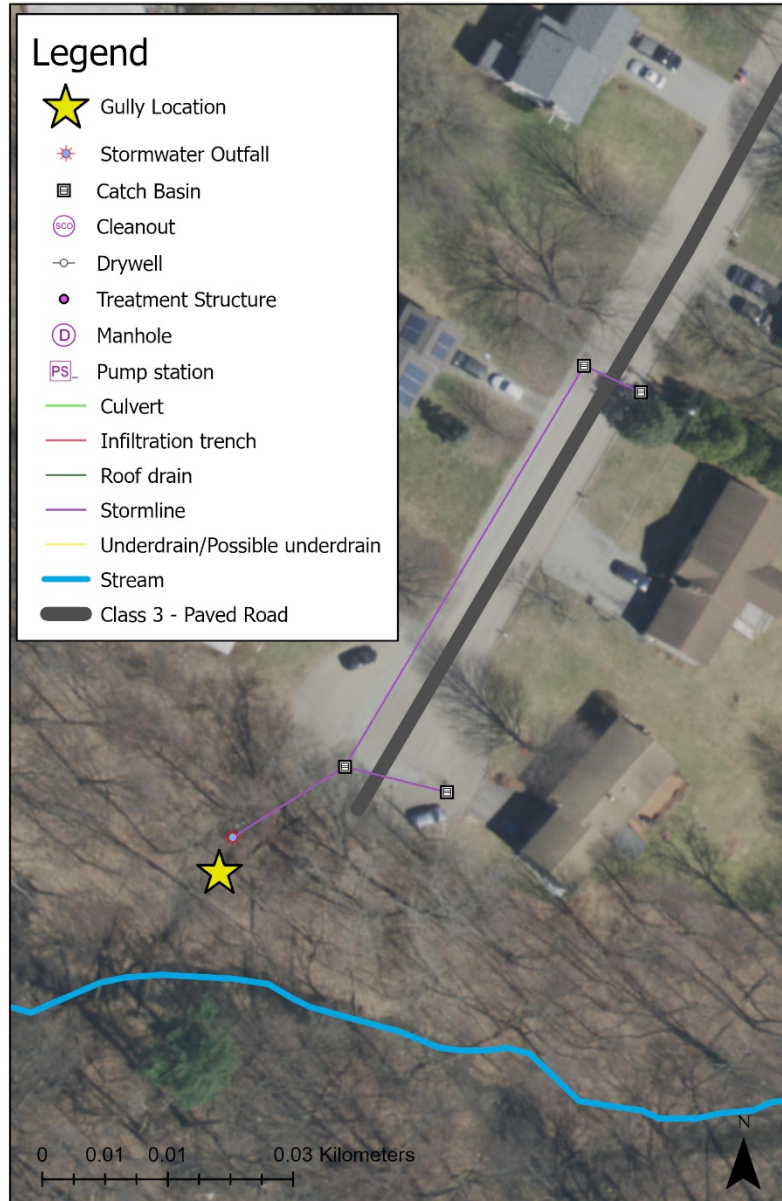 Legend
Gully Location
Stormwater Outfall
Catch Basin
SCO Cleanout
Drywell
Treatment Structure
D Manhole
PS_ Pump station
Culvert
Infiltration trench
Roof drain
Stormline
Underdrain/Possible underdrain
Stream
Class 3 - Paved Road
0 0.01 0.01 0.03 Kilometers
N